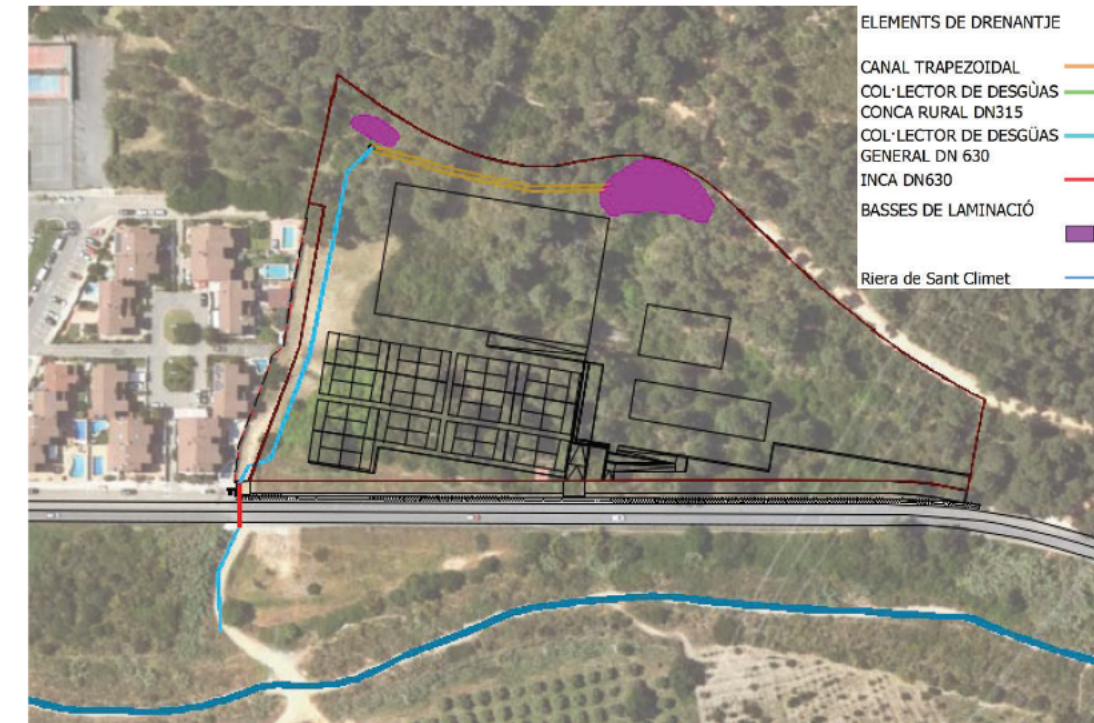 ELEMENTS DE DRENANTJE
CANAL TRAPEZOIDAL
COL·LECTOR DE DESGÙAS
CONCA RURAL DN315
COL·LECTOR DE DESGÜAS
GENERAL DN 630
INCA DN630
BASSES DE LAMINACIÓ
Riera de Sant Climet